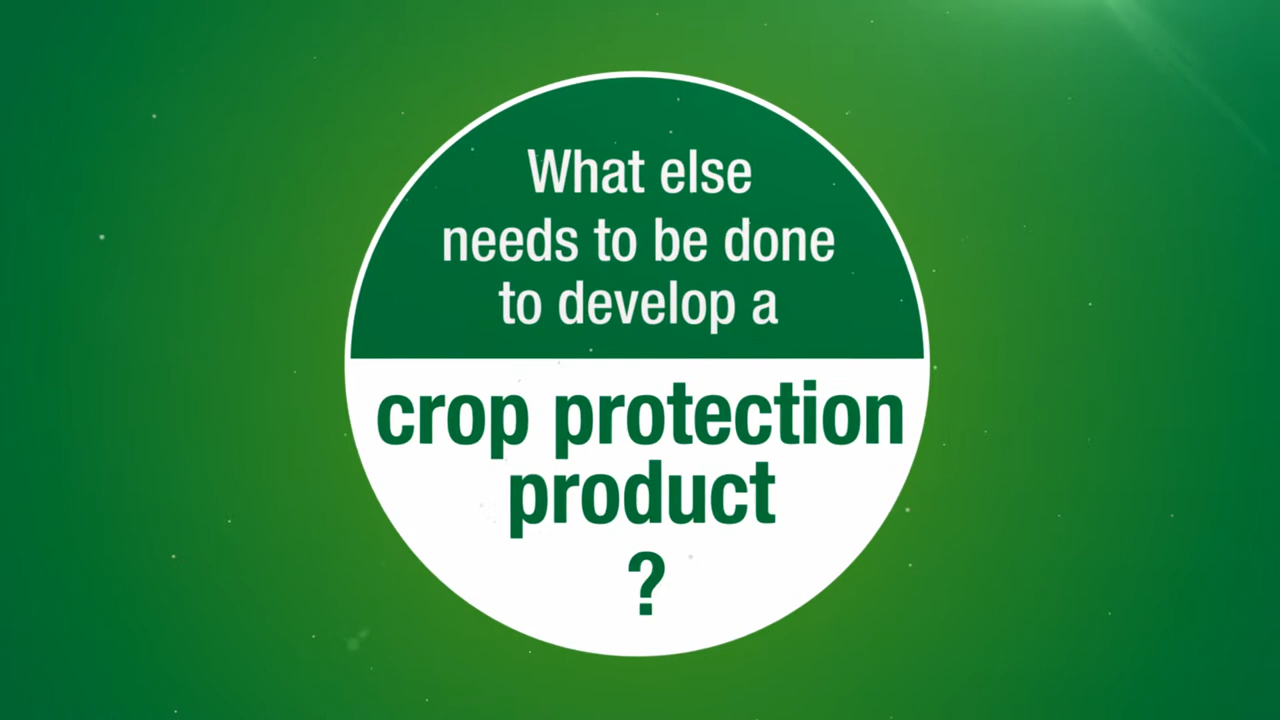 What else
needs to be done
to develop a
crop protection
product
?